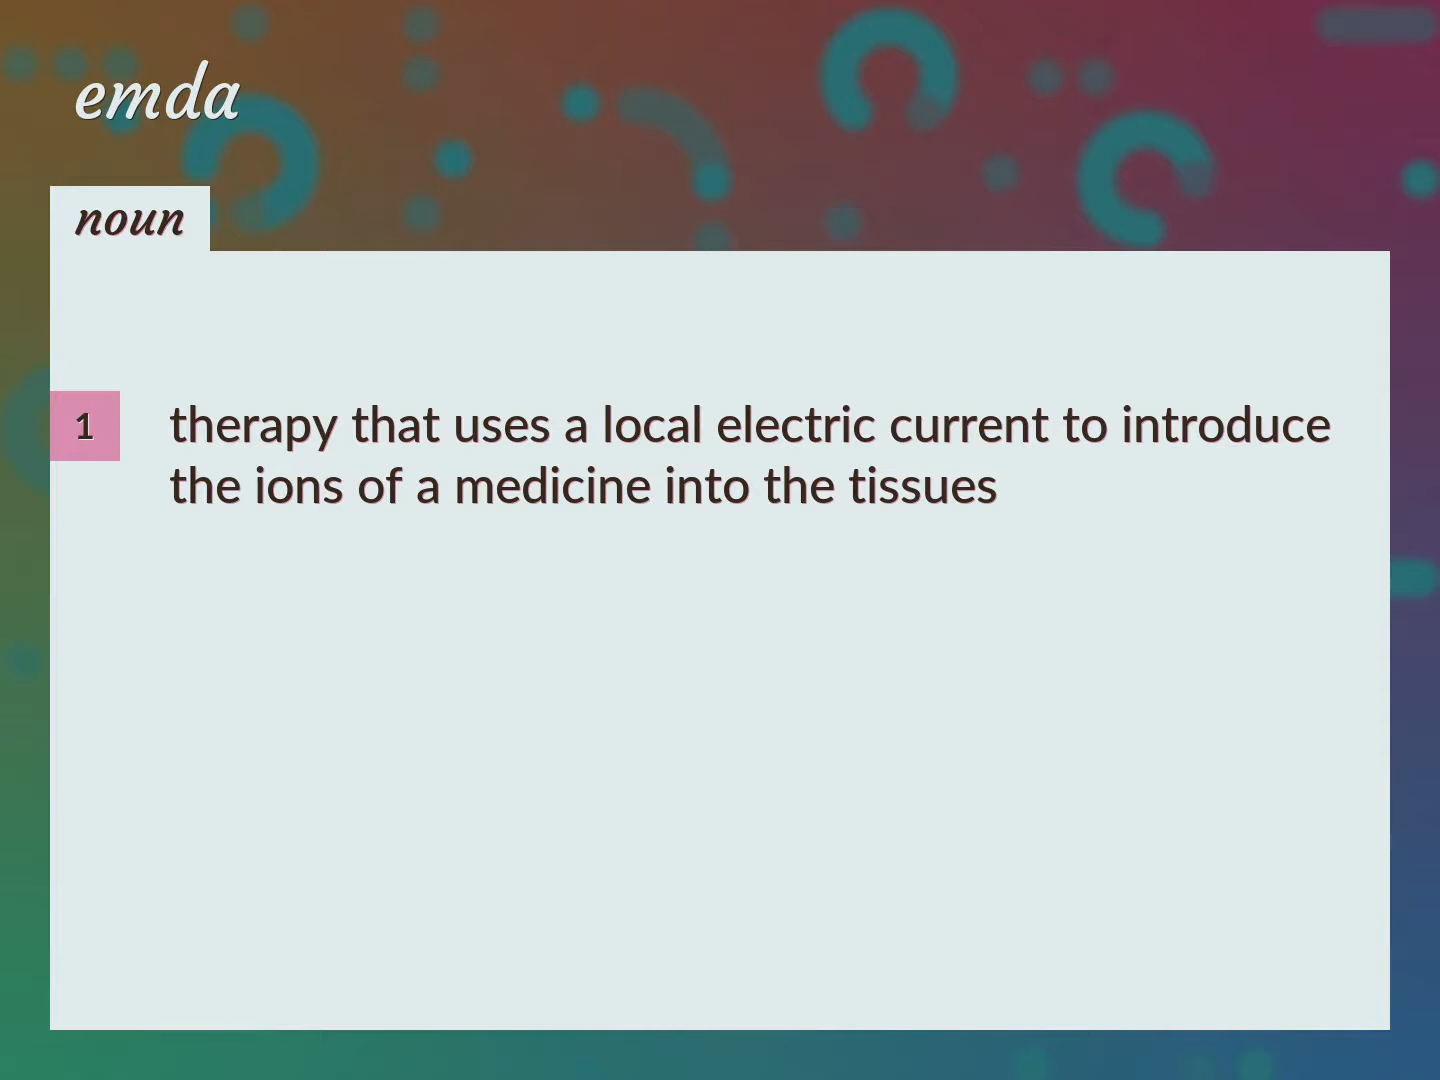 emda
noun
1
therapy that uses a local electric current to introduce
the ions of a medicine into the tissues